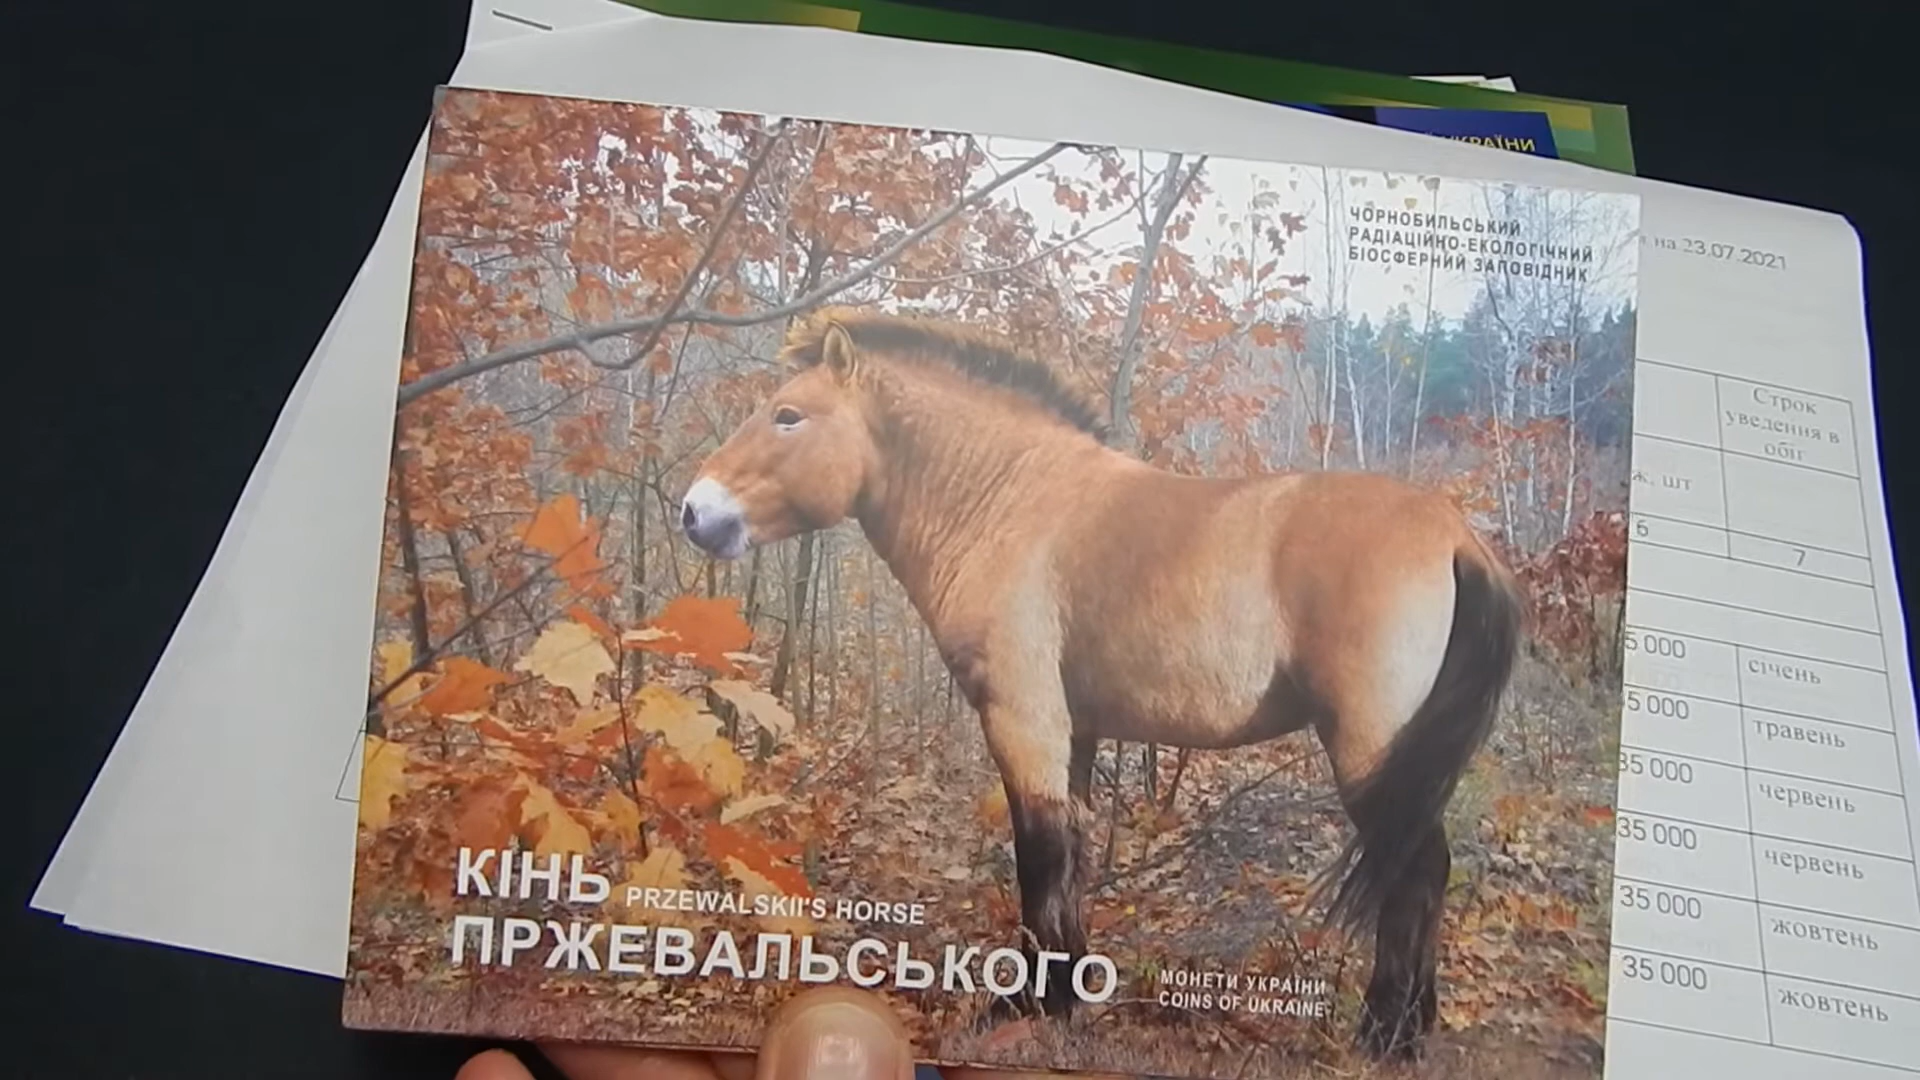 УКРАЇНИ
ЧОРНОБИЛЬСЬКИЙ
РАДІАЦІЙНО-ЕКОЛОГІЧНИЙ
БІОСФЕРНИЙ ЗАПОВІДНИК
на 23.07.2021
Строк
уведення в
обіг
ж, шт
6
7
5 000
січень
35 000
травень
35 000
червень
35 000
червень
35 000
жовтень
35 000
жовтень
КІНЬ
PRZEWALSKII'S HORSE
ПРЖЕВАЛЬСЬКОГО
МОНЕТИ УКРАЇНИ
COINS OF UKRAINE